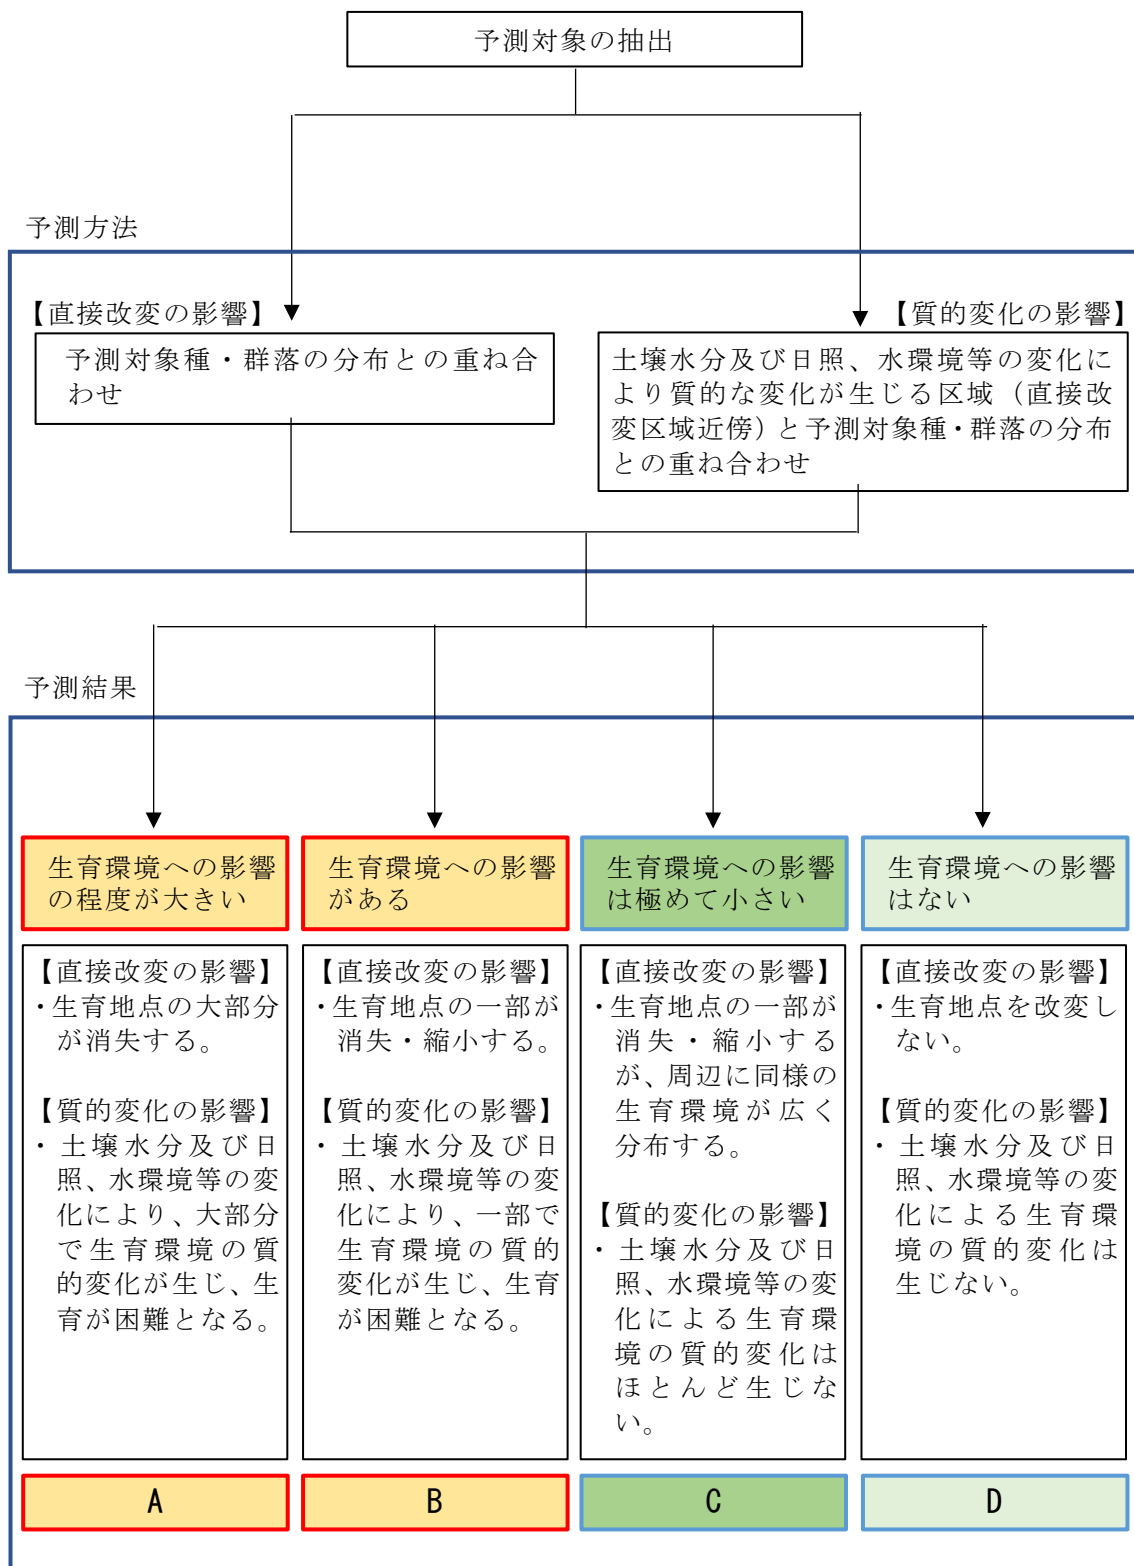 予測対象の抽出
予測方法
【直接改変の影響】
予測対象種・群落の分布との重ね合
わせ
【質的変化の影響】
土壌水分及び日照、水環境等の変化に
より質的な変化が生じる区域（直接改
変区域近傍）と予測対象種・群落の分布
との重ね合わせ
予測結果
生育環境への影響
の程度が大きい
【直接改変の影響】
・生育地点の大部分
が消失する。
【質的変化の影響】
・土壌水分及び日
照、水環境等の変
化により、大部分
で生育環境の質
的変化が生じ、生
育が困難となる。
A
生育環境への影響
がある
【直接改変の影響】
・生育地点の一部が
消失・縮小する。
【質的変化の影響】
・土壌水分及び日
照、水環境等の変
化により、一部で
生育環境の質的
変化が生じ、生育
が困難となる。
B
生育環境への影響
は極めて小さい
【直接改変の影響】
・生育地点の一部が
消失・縮小する
が、周辺に同様の
生育環境が広く
分布する。
【質的変化の影響】
・土壌水分及び日
照、水環境等の変
化による生育環
境の質的変化は
ほとんど生じな
い。
C
生育環境への影響
はない
【直接改変の影響】
・生育地点を改変し
ない。
【質的変化の影響】
・土壌水分及び日
照、水環境等の変
化による生育環
境の質的変化は
生じない。
D